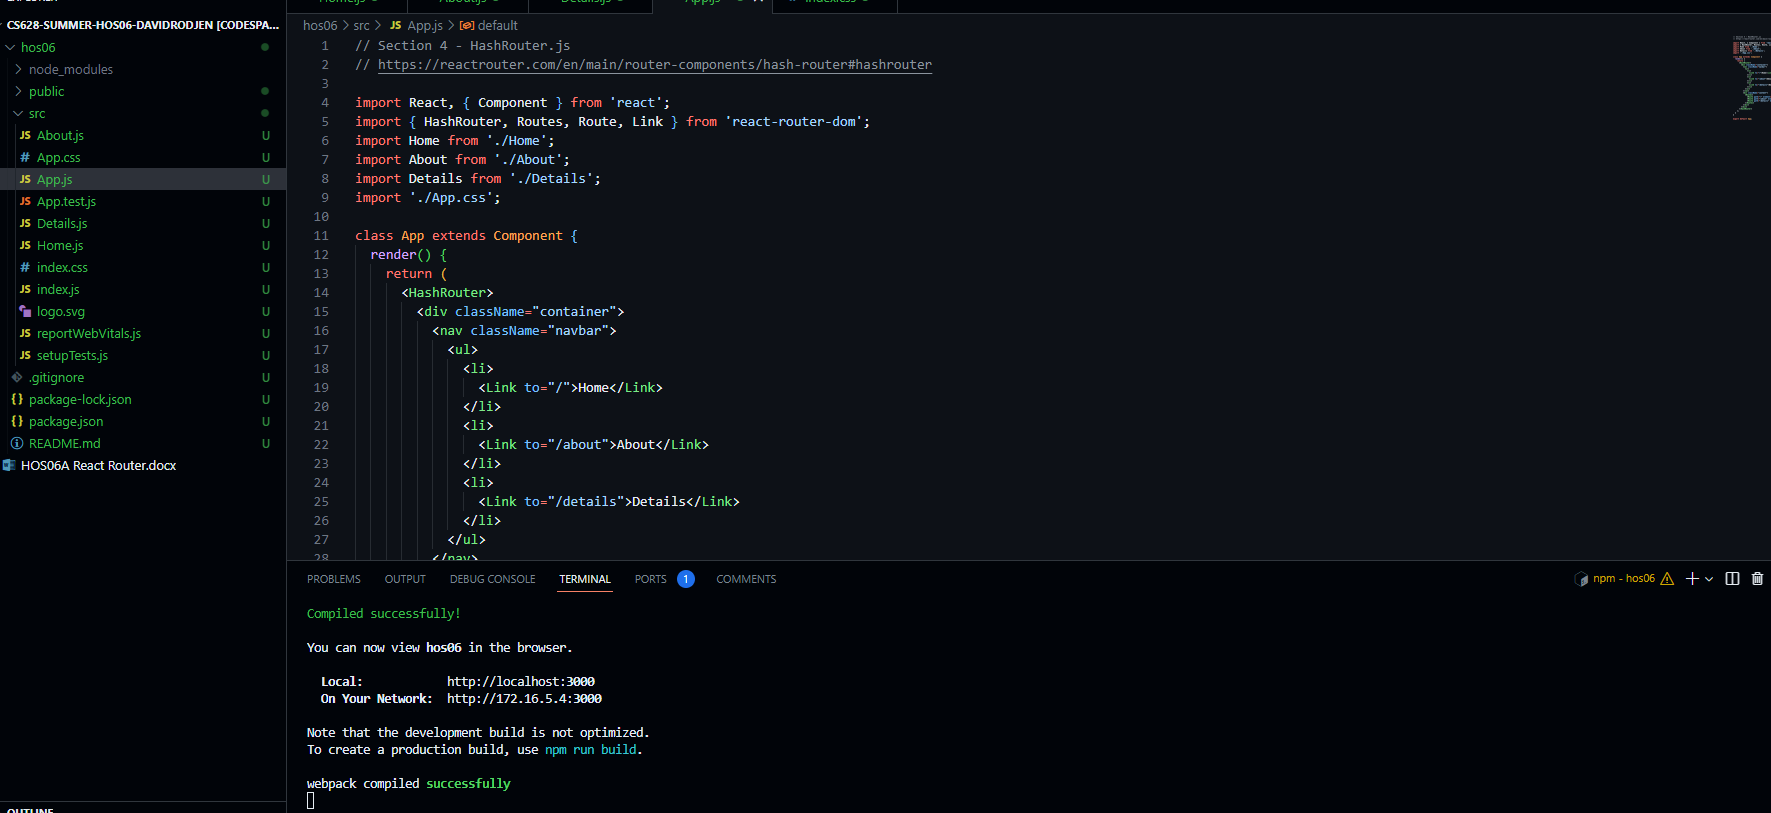 CS628-SUMMER-HOS06-DAVIDRODJEN [CODESPA...
hos06
node_modules
public
src
About.js U
App.css U
App.js U
App.test.js U
Details.js U
Home.js U
index.css U
index.js U
logo.svg U
reportWebVitals.js U
setupTests.js U
.gitignore U
package-lock.json U
package.json U
README.md U
HOS06A React Router.docx
OUTLINE
Home.js
About.js
Details.js
App.js
index.css
hos06 > src > JS App.js > default
1 // Section 4 - HashRouter.js
2 // https://reactrouter.com/en/main/router-components/hash-router#hashrouter
3
4 import React, { Component } from 'react';
5 import { HashRouter, Routes, Route, Link } from 'react-router-dom';
6 import Home from './Home';
7 import About from './About';
8 import Details from './Details';
9 import './App.css';
10
11 class App extends Component {
12 render() {
13 return (
14 <HashRouter>
15 <div className="container">
16 <nav className="navbar">
17 <ul>
18 <li>
19 <Link to="/">Home</Link>
20 </li>
21 <li>
22 <Link to="/about">About</Link>
23 </li>
24 <li>
25 <Link to="/details">Details</Link>
26 </li>
27 </ul>
28 </nav>
PROBLEMS OUTPUT DEBUG CONSOLE TERMINAL PORTS 1 COMMENTS
npm - hos06
Compiled successfully!
You can now view hos06 in the browser.
Local: http://localhost:3000
On Your Network: http://172.16.5.4:3000
Note that the development build is not optimized.
To create a production build, use npm run build.
webpack compiled successfully